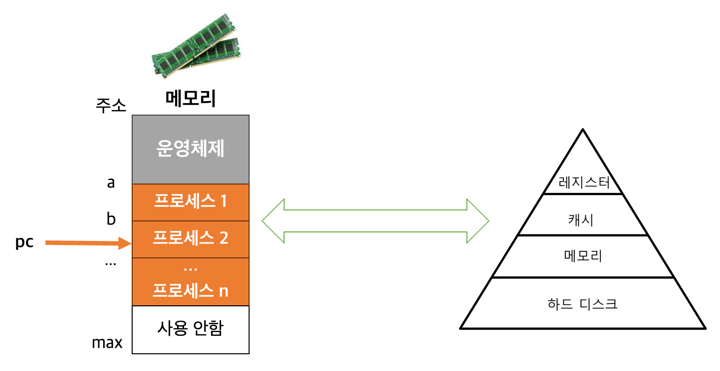 메모리
주소
운영체제
a
프로세스 1
b
프로세스 2
pc
...
...
프로세스 n
사용 안함
max
레지스터
캐시
메모리
하드 디스크